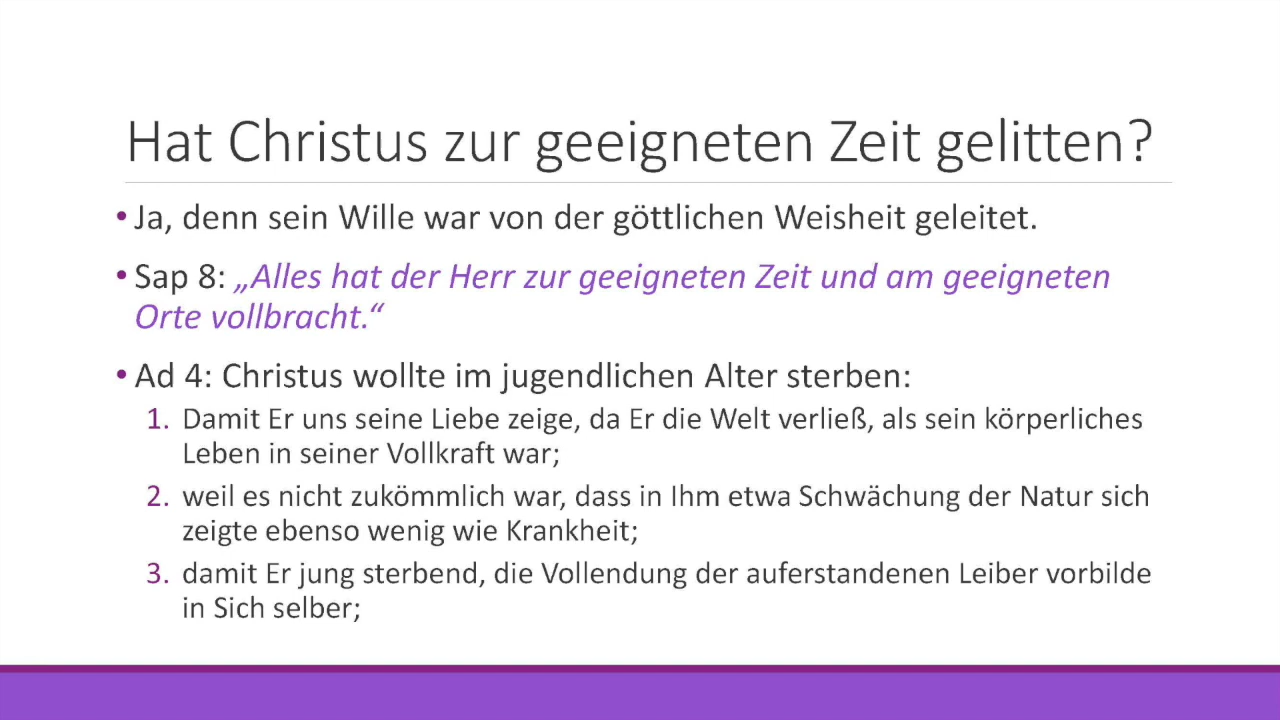 Hat Christus zur geeigneten Zeit gelitten?
• Ja, denn sein Wille war von der göttlichen Weisheit geleitet.
• Sap 8: „Alles hat der Herr zur geeigneten Zeit und am geeigneten
Orte vollbracht.“
• Ad 4: Christus wollte im jugendlichen Alter sterben:
1. Damit Er uns seine Liebe zeige, da Er die Welt verließ, als sein körperliches
Leben in seiner Vollkraft war;
2. weil es nicht zukömmlich war, dass in Ihm etwa Schwächung der Natur sich
zeigte ebenso wenig wie Krankheit;
3. damit Er jung sterbend, die Vollendung der auferstandenen Leiber vorbilde
in Sich selber;